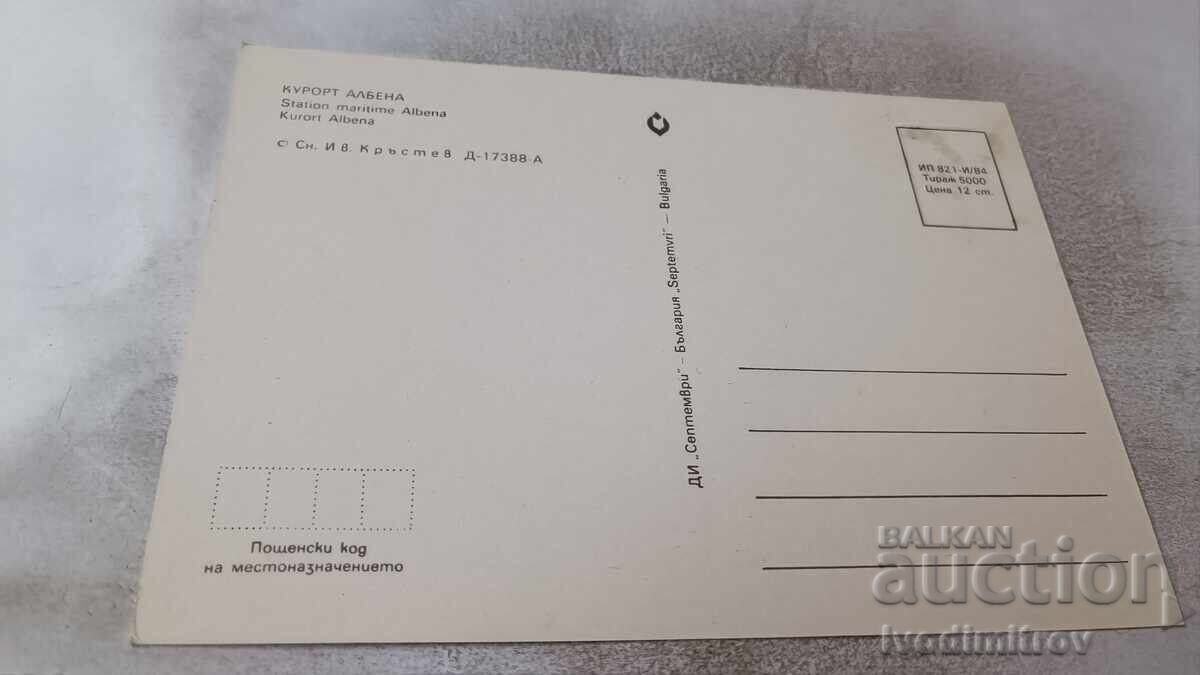 КУРОРТ АЛБЕНА
Station maritime Albena
Kurort Albena
© Сн. Ив. Кръстев Д-17388-А
ДИ „Септември" – България „Septemvri" – Bulgaria
ИП 821-И/84
Тираж 5000
Цена 12 ст.
Пощенски код
на местоназначението
BALKAN
auction
Ivodimitrov